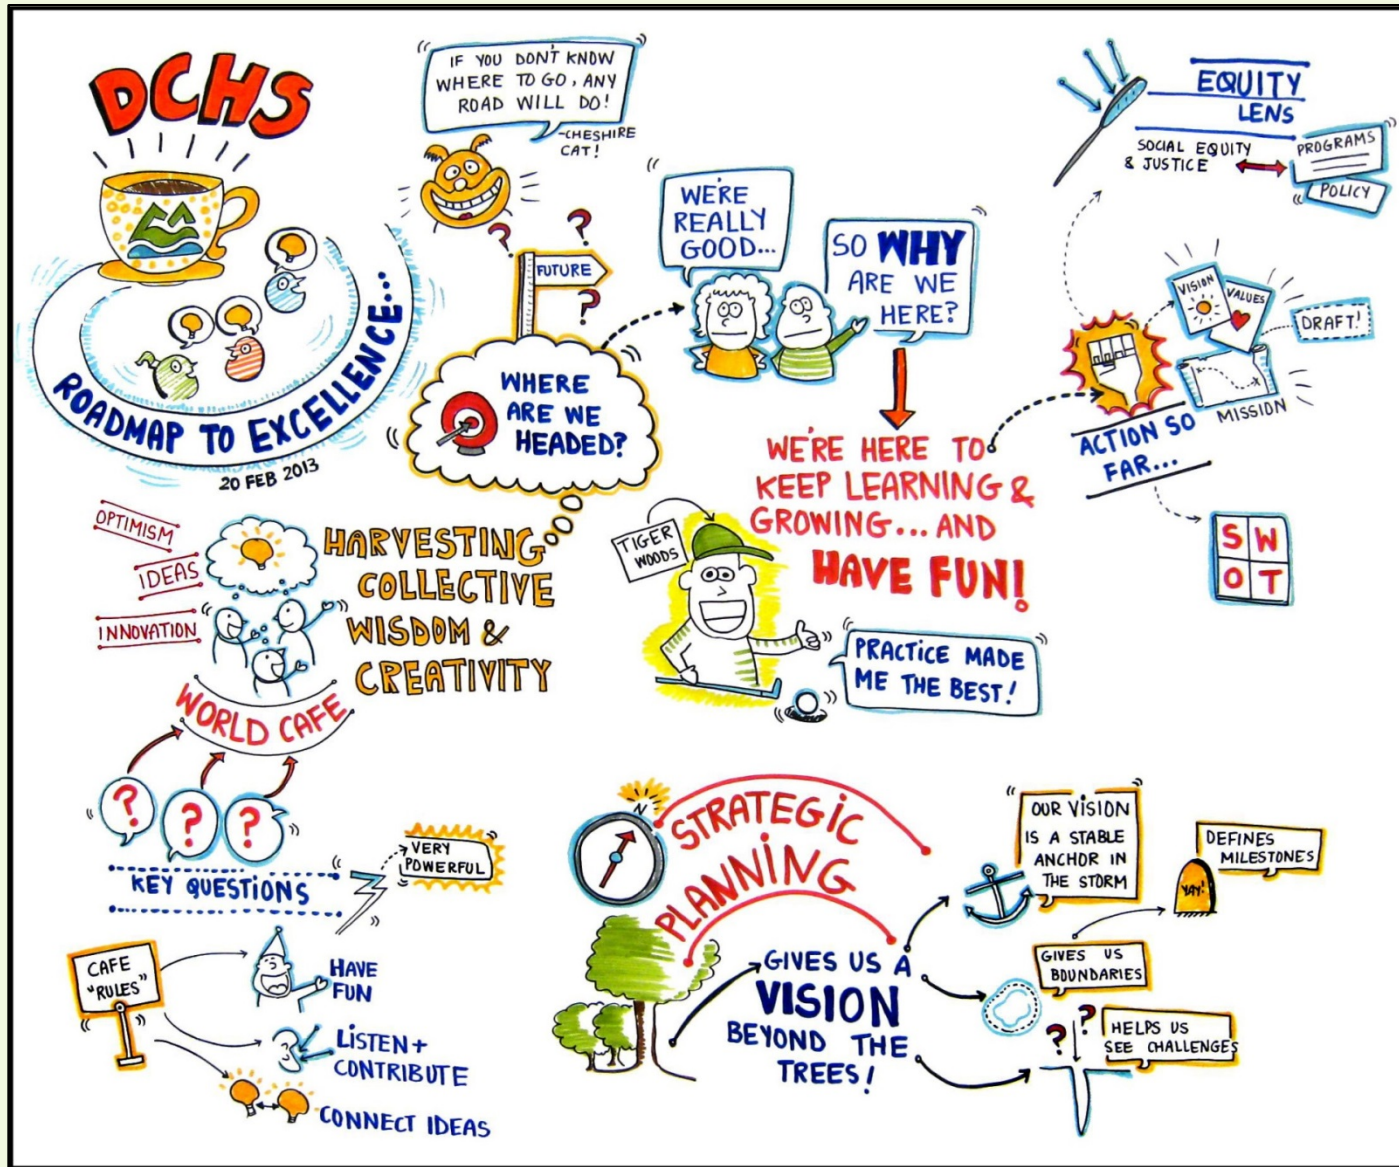 DCHS
ROADMAP TO EXCELLENCE...
20 FEB 2013
IF YOU DON'T KNOW
WHERE TO GO, ANY
ROAD WILL DO!
-CHESHIRE
CAT!
FUTURE
WHERE
ARE WE
HEADED?
WE'RE
REALLY
GOOD...
SO WHY
ARE WE
HERE?
WE'RE HERE TO
KEEP LEARNING &
GROWING... AND
HAVE FUN!
EQUITY
LENS
SOCIAL EQUITY
& JUSTICE
PROGRAMS
POLICY
VISION
VALUES
DRAFT!
MISSION
ACTION SO
FAR...
S W
O T
OPTIMISM
IDEAS
INNOVATION
HARVESTING
COLLECTIVE
WISDOM &
CREATIVITY
WORLD CAFE
? ? ?
KEY QUESTIONS
VERY
POWERFUL
TIGER
WOODS
PRACTICE MADE
ME THE BEST!
CAFE
"RULES"
HAVE
FUN
LISTEN +
CONTRIBUTE
CONNECT IDEAS
N
STRATEGIC
PLANNING
GIVES US A
VISION
BEYOND THE
TREES!
OUR VISION
IS A STABLE
ANCHOR IN
THE STORM
YAY!
DEFINES
MILESTONES
GIVES US
BOUNDARIES
HELPS US
SEE CHALLENGES